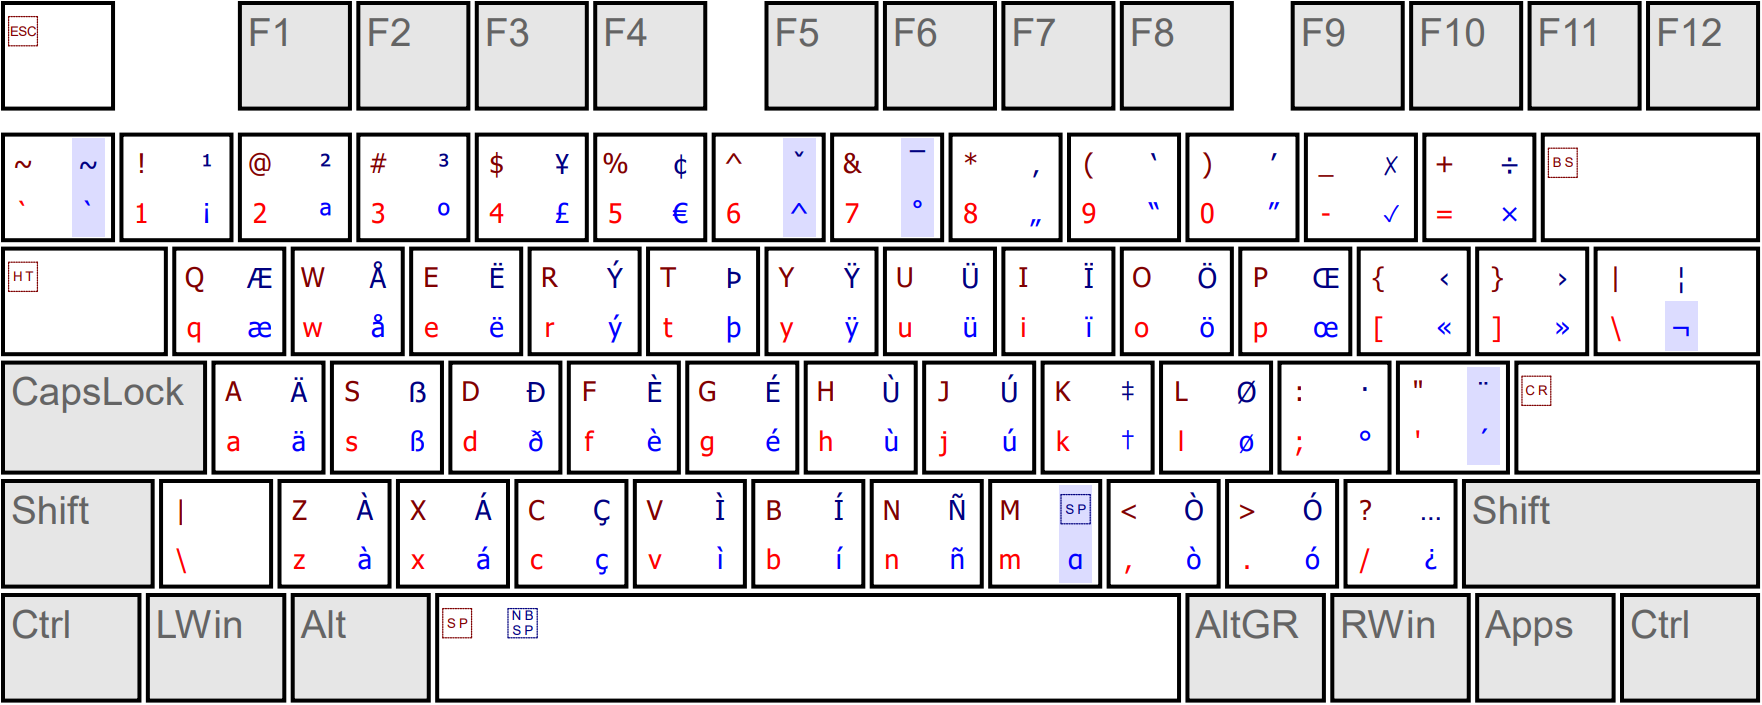 ESC F1 F2 F3 F4 F5 F6 F7 F8 F9 F10 F11 F12
~ ~ ! ¹ @ ² # ³ $ ¥ % ¢ ^ ˇ & ¯ * ‚ ( ‘ ) ’ _ ✗ + ÷ BS
` ` 1 ¡ 2 ª 3 º 4 £ 5 € 6 ^ 7 ° 8 „ 9 “ 0 ” - ✓ = ×
HT Q Æ W Å E Ë R Ý T Þ Y Ÿ U Ü I Ï O Ö P Œ { ‹ } › | ¦
q æ w å e ë r ý t þ y ÿ u ü i ï o ö p œ [ « ] » \ ¬
CapsLock A Ä S ẞ D Ð F È G É H Ù J Ú K ‡ L Ø : · " ¨ CR
a ä s ß d ð f è g é h ù j ú k † l ø ; ° ' ´
Shift | Z À X Á C Ç V Ì B Í N Ñ M SP < Ò > Ó ? … Shift
\ z à x á c ç v ì b í n ñ m ɑ , ò . ó / ¿
Ctrl LWin Alt SP NB AltGR RWin Apps Ctrl
SP